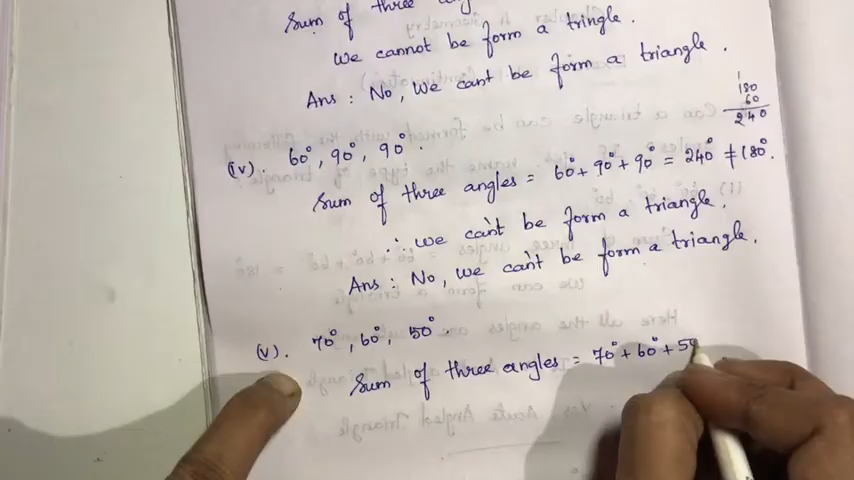 Sum of three
We cannot be form a tringle.
Ans : No, We can't be form a triangle.
180
60
240
(iv). 60°, 90°, 90°.
Sum of three angles = 60° + 90° + 90° = 240° ≠ 180°.
∴ we can't be form a triangle.
Ans : No, we can't be form a triangle.
(v). 70°, 60°, 50°.
Sum of three angles = 70° + 60° + 50